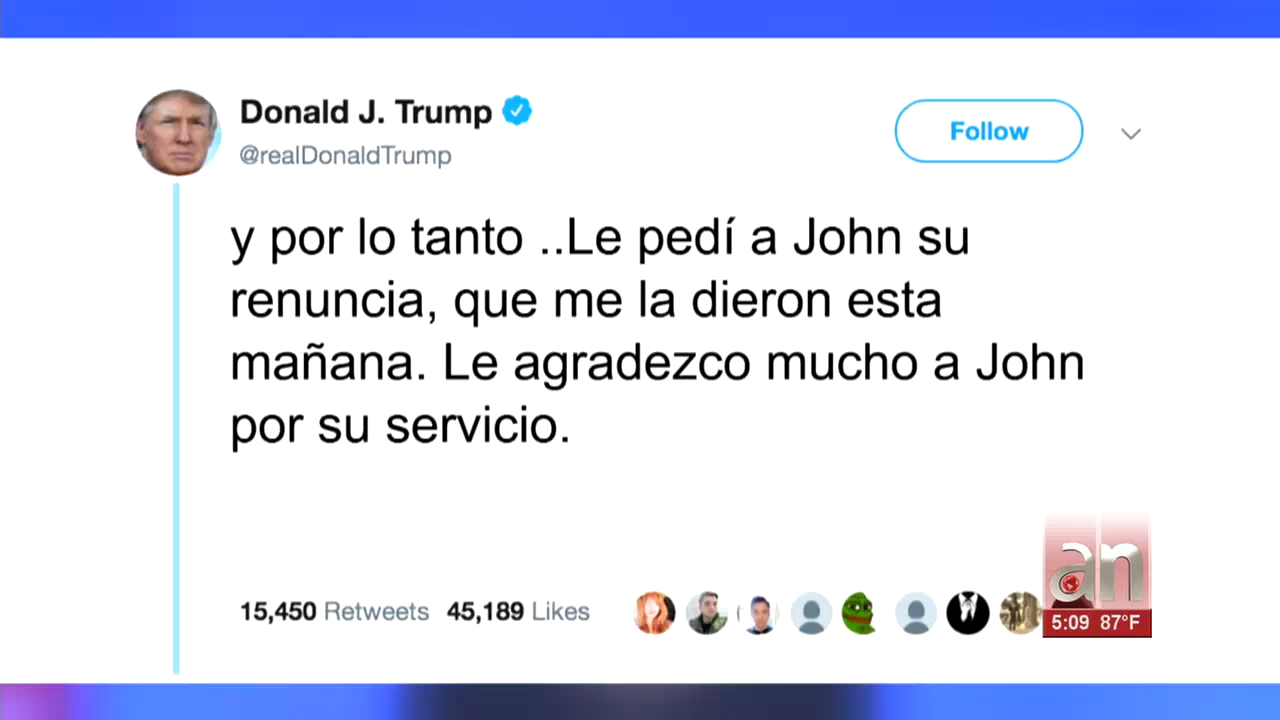 Donald J. Trump
@realDonaldTrump
Follow
y por lo tanto ..Le pedí a John su
renuncia, que me la dieron esta
mañana. Le agradezco mucho a John
por su servicio.
15,450 Retweets 45,189 Likes
an
5:09 87°F